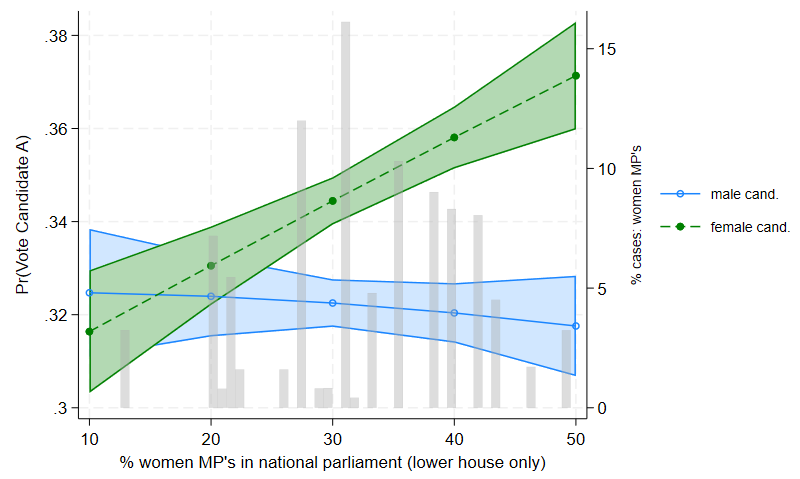 .38
.36
.34
.32
.3
Pr(Vote Candidate A)
15
10
5
0
% cases: women MP's
10 20 30 40 50
% women MP's in national parliament (lower house only)
male cand.
female cand.